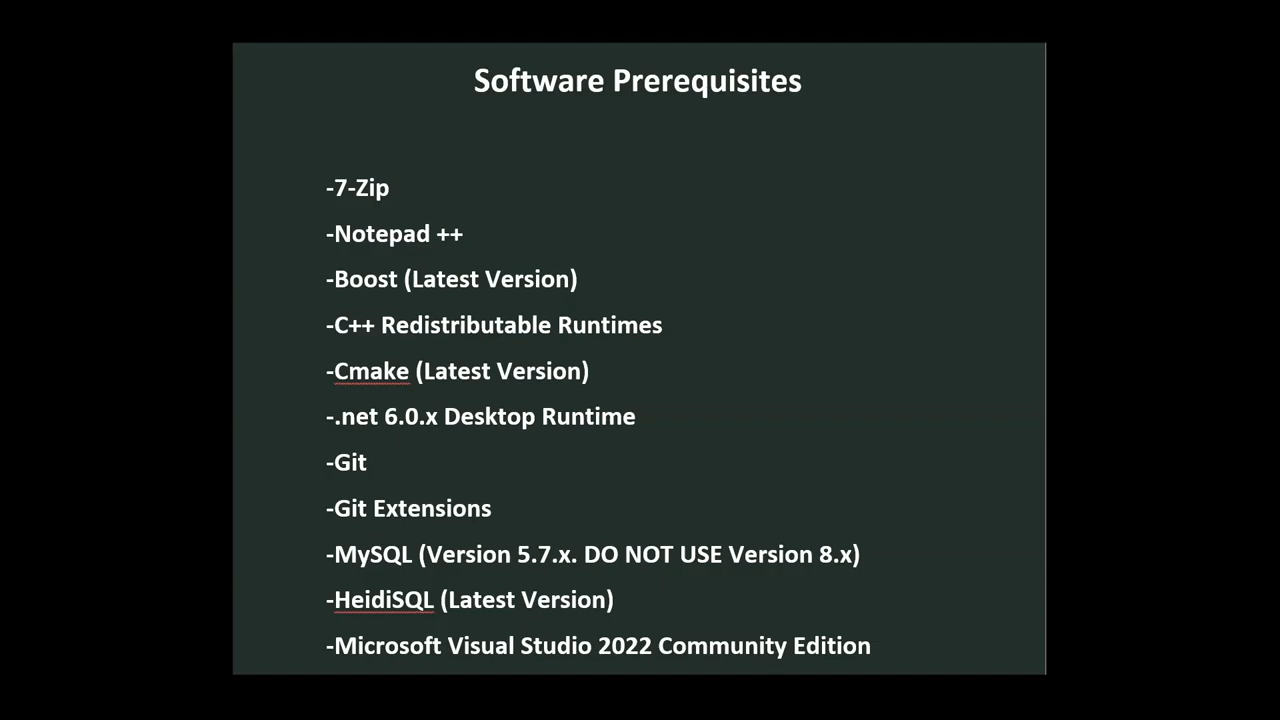 Software Prerequisites
-7-Zip
-Notepad ++
-Boost (Latest Version)
-C++ Redistributable Runtimes
-Cmake (Latest Version)
-.net 6.0.x Desktop Runtime
-Git
-Git Extensions
-MySQL (Version 5.7.x. DO NOT USE Version 8.x)
-HeidiSQL (Latest Version)
-Microsoft Visual Studio 2022 Community Edition